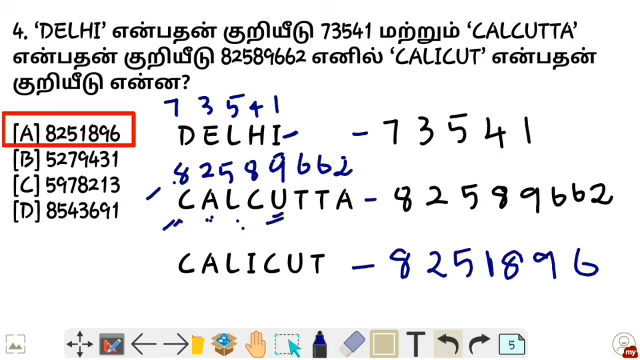 4. ‘DELHI’ என்பதன் குறியீடு 73541 மற்றும் ‘CALCUTTA’
என்பதன் குறியீடு 82589662 எனில் ‘CALICUT’ என்பதன்
குறியீடு என்ன?
[A] 8251896
[B] 5279431
[C] 5978213
[D] 8543691
7 3 5 4 1
DELHI - - 7 3 5 4 1
8 2 5 8 9 6 6 2
CALCUTTA - 8 2 5 8 9 6 6 2
CALICUT - 8 2 5 1 8 9 6
T
5
my